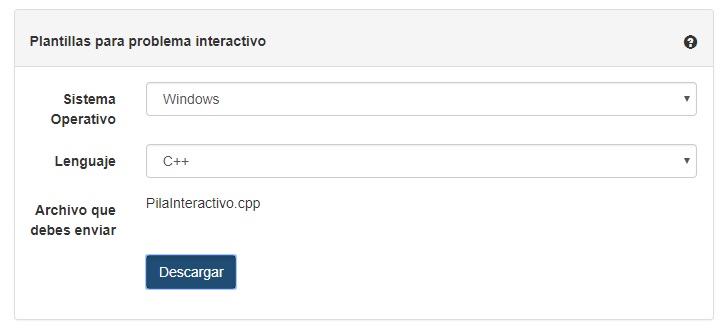 Plantillas para problema interactivo
Sistema
Operativo
Windows
Lenguaje
C++
Archivo que
debes enviar
PilaInteractivo.cpp
Descargar